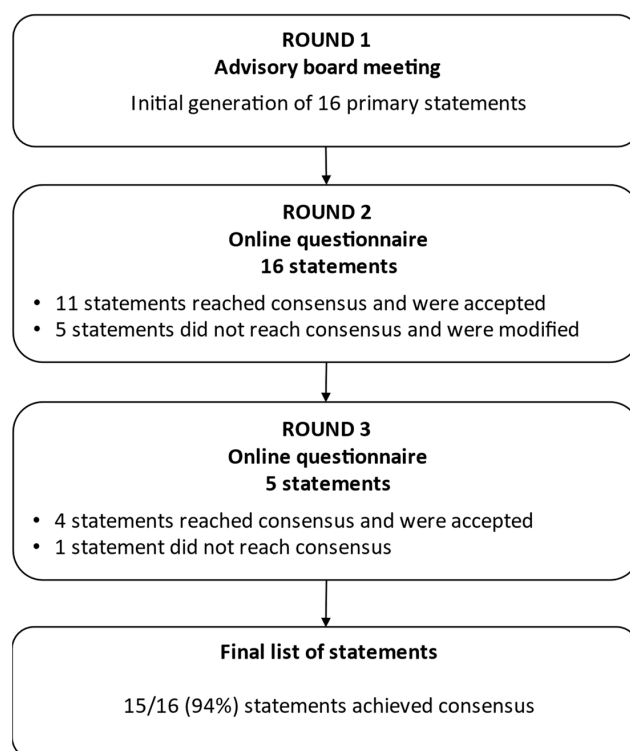 ROUND 1
Advisory board meeting
Initial generation of 16 primary statements
ROUND 2
Online questionnaire
16 statements
• 11 statements reached consensus and were accepted
• 5 statements did not reach consensus and were modified
ROUND 3
Online questionnaire
5 statements
• 4 statements reached consensus and were accepted
• 1 statement did not reach consensus
Final list of statements
15/16 (94%) statements achieved consensus